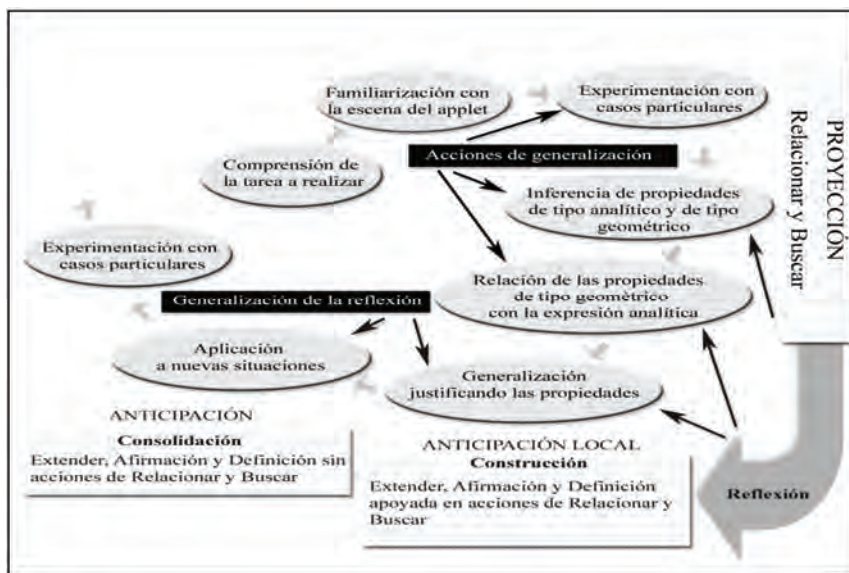 Familiarización con
la escena del applet
Experimentación con
casos particulares
PROYECCIÓN
Relacionar y Buscar
Comprensión de
la tarea a realizar
Acciones de generalización
Inferencia de propiedades
de tipo analítico y de tipo
geométrico
Experimentación con
casos particulares
Generalización de la reflexión
Relación de las propiedades
de tipo geomètrico
con la expresión analítica
Aplicación
a nuevas situaciones
Generalización
justificando las propiedades
ANTICIPACIÓN
Consolidación
Extender, Afirmación y Definición sin
acciones de Relacionar y Buscar
ANTICIPACIÓN LOCAL
Construcción
Extender, Afirmación y Definición
apoyada en acciones de Relacionar y
Buscar
Reflexión